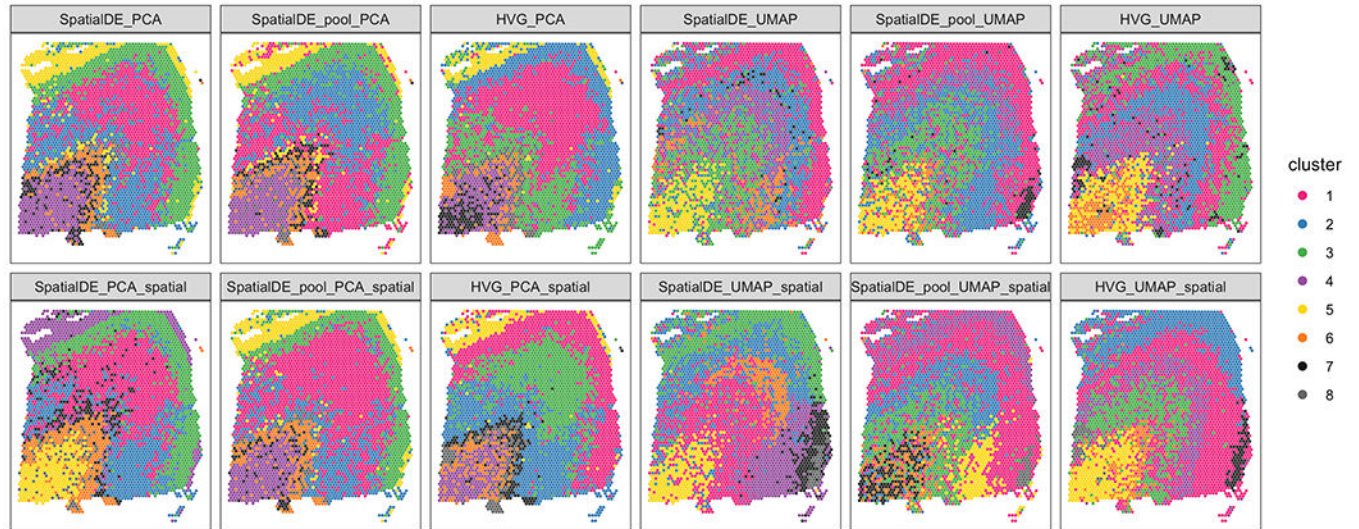 SpatialDE_PCA
SpatialDE_pool_PCA
HVG_PCA
SpatialDE_UMAP
SpatialDE_pool_UMAP
HVG_UMAP
SpatialDE_PCA_spatial
SpatialDE_pool_PCA_spatial
HVG_PCA_spatial
SpatialDE_UMAP_spatial
SpatialDE_pool_UMAP_spatial
HVG_UMAP_spatial
cluster
1
2
3
4
5
6
7
8